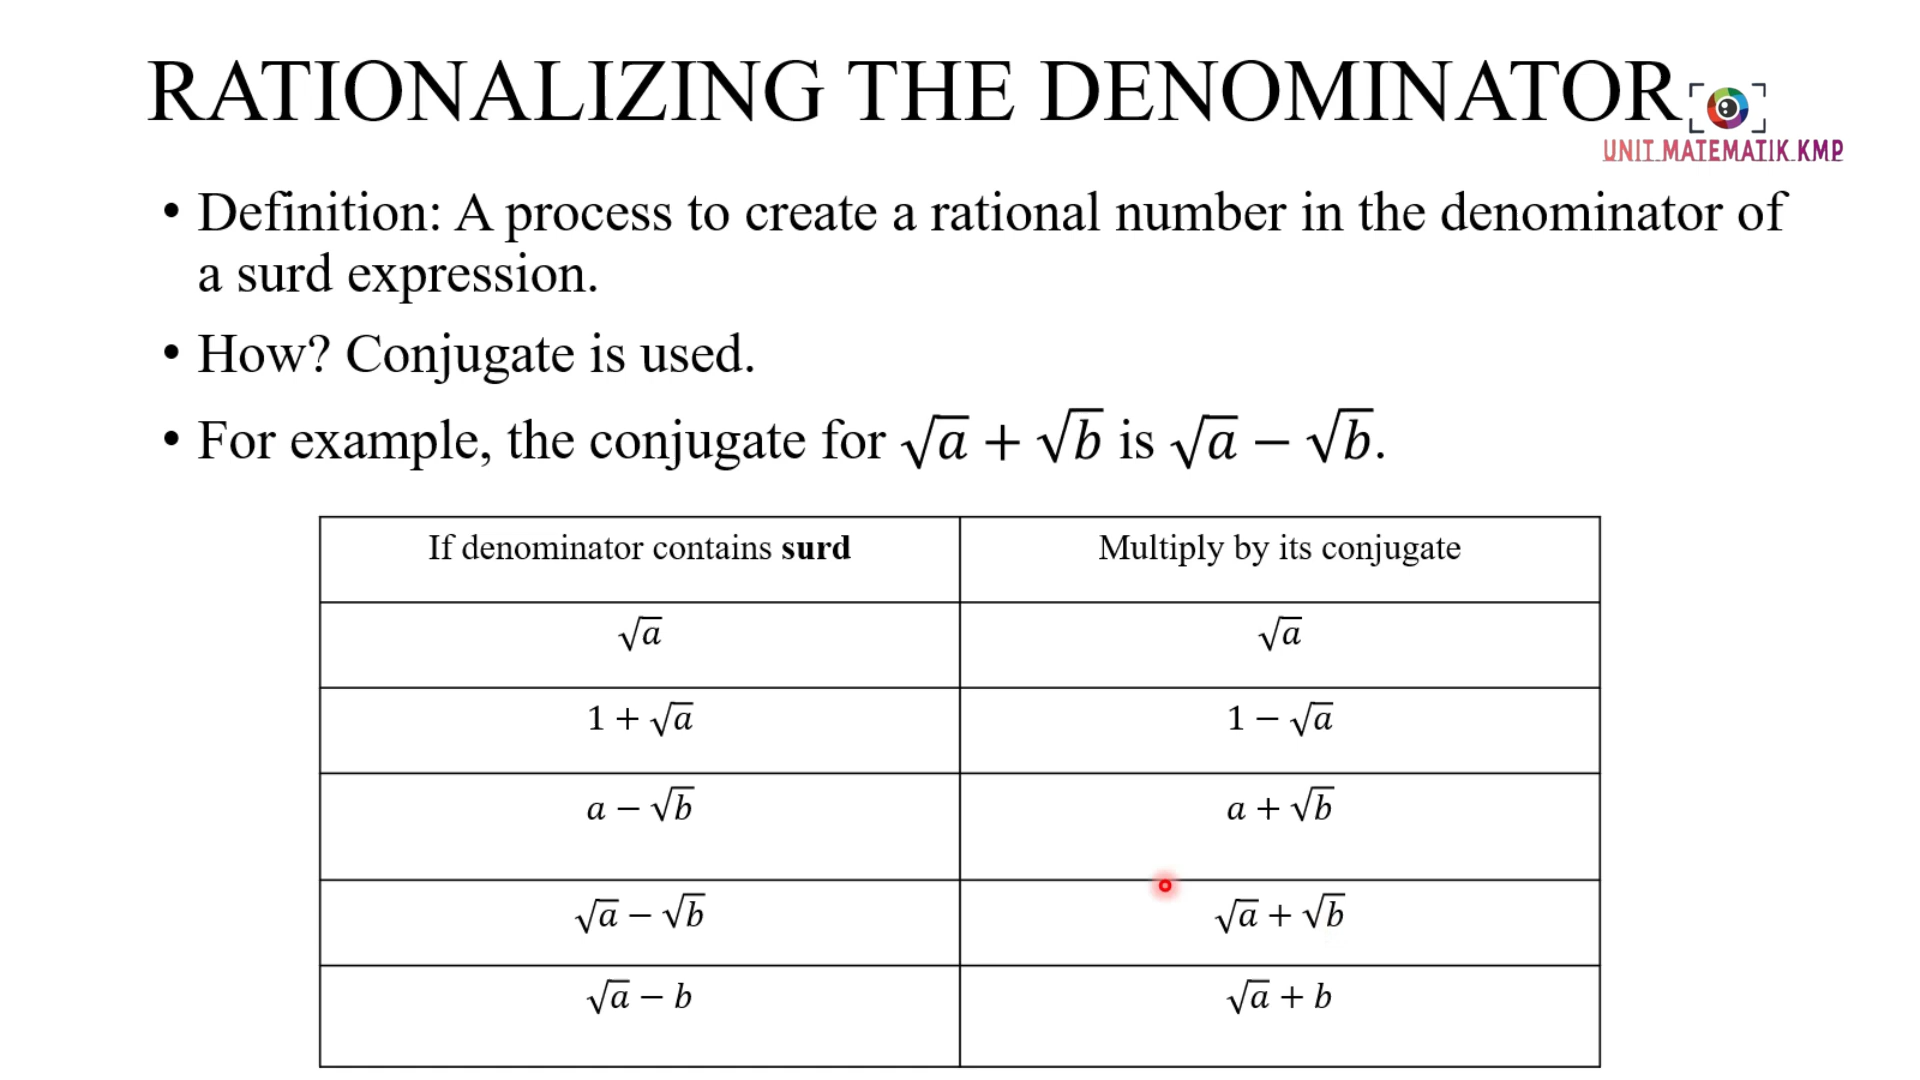 RATIONALIZING THE DENOMINATOR
UNIT.MATEMATIK.KMP
• Definition: A process to create a rational number in the denominator of
a surd expression.
• How? Conjugate is used.
• For example, the conjugate for √a + √b is √a − √b.
If denominator contains surd Multiply by its conjugate
√a √a
1 + √a 1 − √a
a − √b a + √b
√a − √b √a + √b
√a − b √a + b